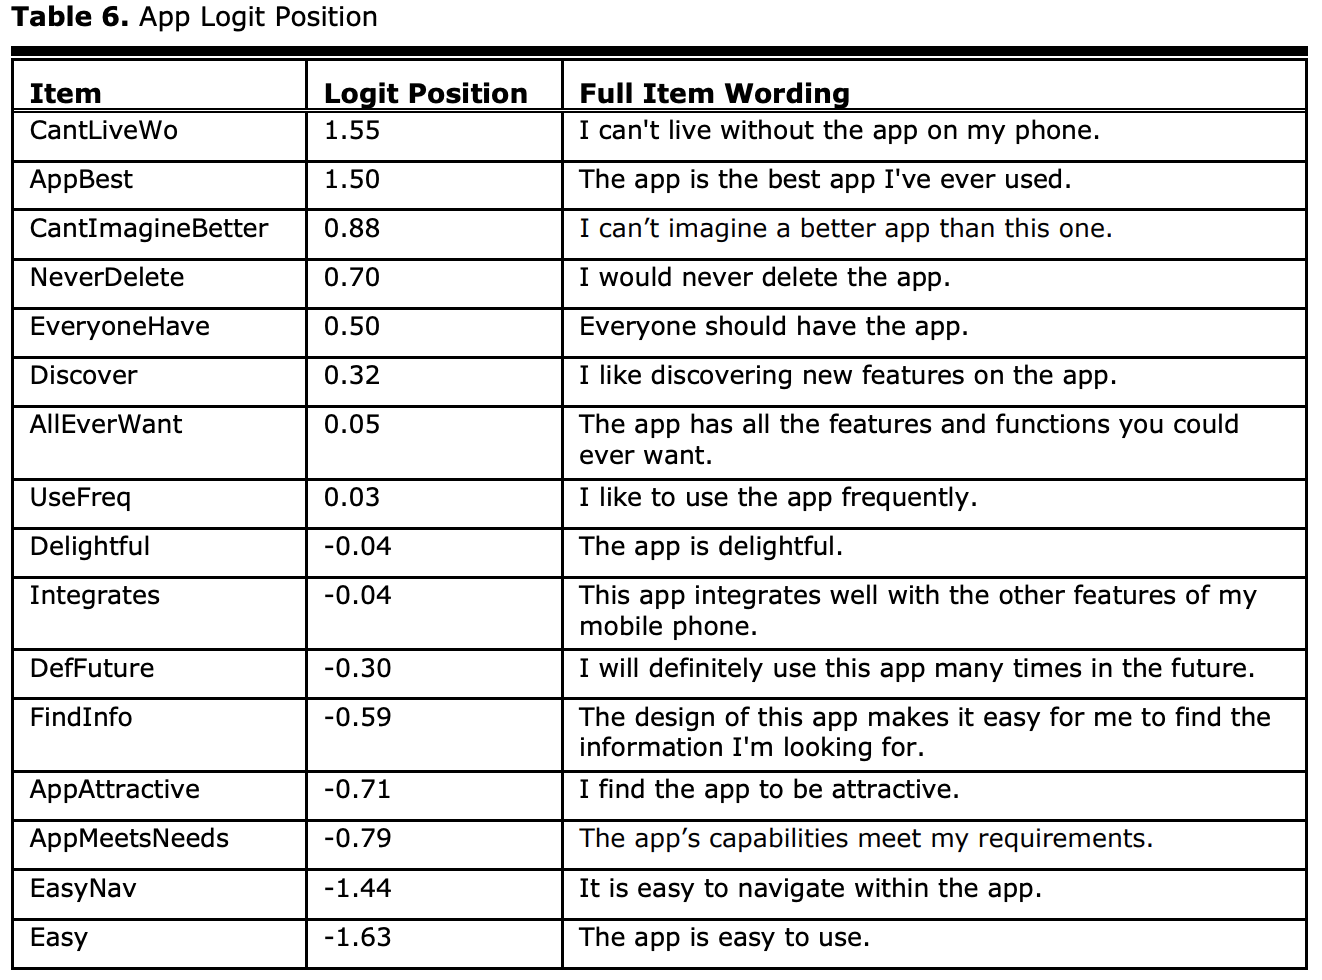 Table 6. App Logit Position
Item Logit Position Full Item Wording
CantLiveWo 1.55 I can't live without the app on my phone.
AppBest 1.50 The app is the best app I've ever used.
CantImagineBetter 0.88 I can’t imagine a better app than this one.
NeverDelete 0.70 I would never delete the app.
EveryoneHave 0.50 Everyone should have the app.
Discover 0.32 I like discovering new features on the app.
AllEverWant 0.05 The app has all the features and functions you could
ever want.
UseFreq 0.03 I like to use the app frequently.
Delightful -0.04 The app is delightful.
Integrates -0.04 This app integrates well with the other features of my
mobile phone.
DefFuture -0.30 I will definitely use this app many times in the future.
FindInfo -0.59 The design of this app makes it easy for me to find the
information I'm looking for.
AppAttractive -0.71 I find the app to be attractive.
AppMeetsNeeds -0.79 The app’s capabilities meet my requirements.
EasyNav -1.44 It is easy to navigate within the app.
Easy -1.63 The app is easy to use.